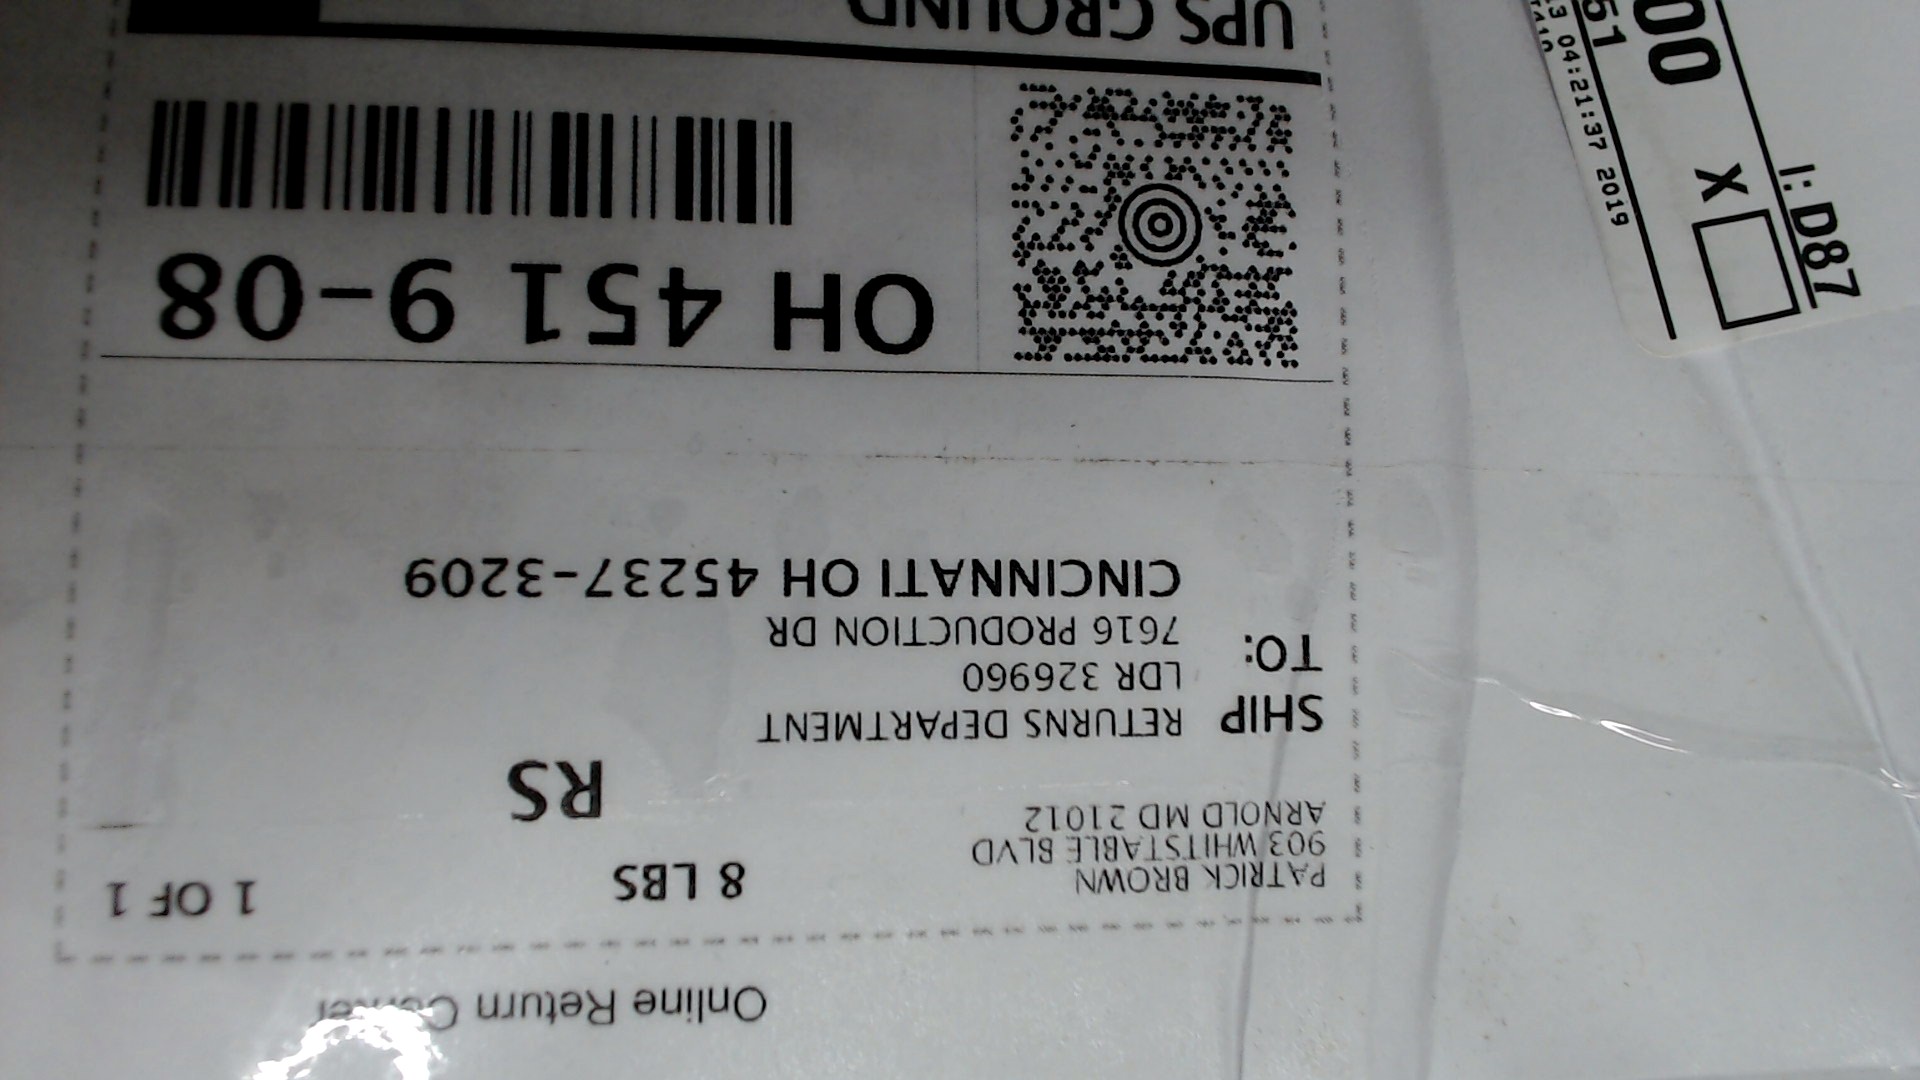 Online Return Center
PATRICK BROWN
903 WHITSTABLE BLVD
ARNOLD MD 21012
8 LBS
1 OF 1
RS
SHIP
TO:
RETURNS DEPARTMENT
LDR 326960
7616 PRODUCTION DR
CINCINNATI OH 45237-3209
OH 451 9-08
UPS GROUND
04:21:37 2019
51
00 X
I: D87